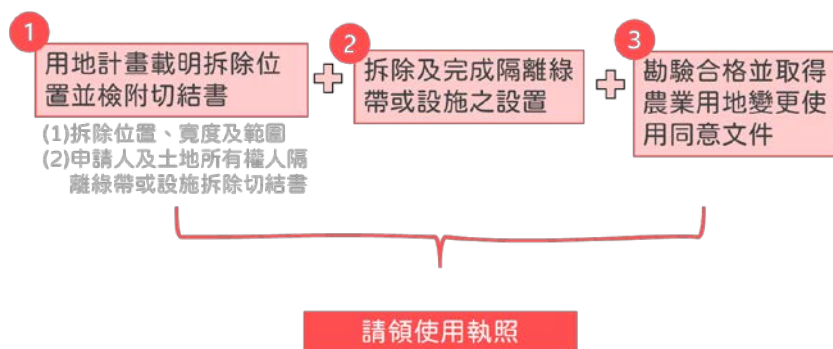 1
用地計畫載明拆除位
置並檢附切結書
(1)拆除位置、寬度及範圍
(2)申請人及土地所有權人隔
離綠帶或設施拆除切結書
2
拆除及完成隔離綠
帶或設施之設置
3
勘驗合格並取得
農業用地變更使
用同意文件
請領使用執照